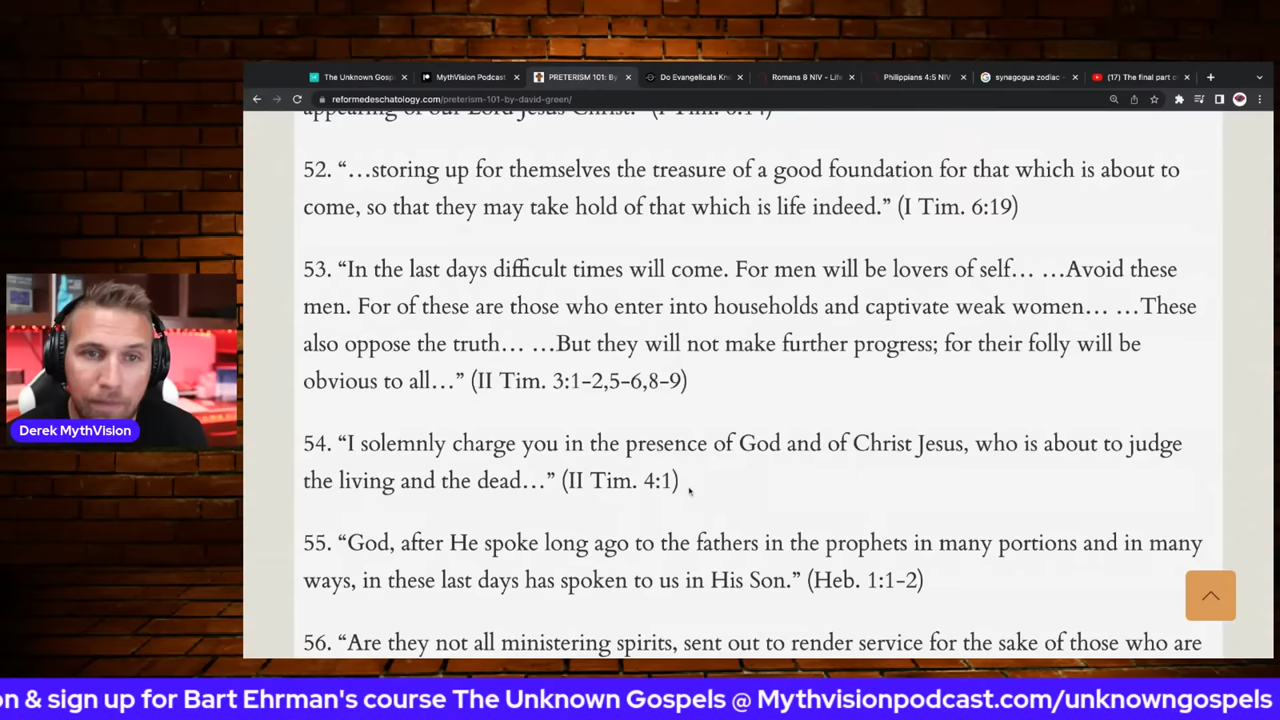 The Unknown Gosp
MythVision Podcast
PRETERISM 101: By
Do Evangelicals Kn
Romans 8 NIV - Life
Philippians 4:5 NIV
synagogue zodiac -
(17) The final part o
reformedeschatology.com/preterism-101-by-david-green/
appearing of our Lord Jesus Christ.” (I Tim. 6:14)
52. “…storing up for themselves the treasure of a good foundation for that which is about to
come, so that they may take hold of that which is life indeed.” (I Tim. 6:19)
53. “In the last days difficult times will come. For men will be lovers of self… …Avoid these
men. For of these are those who enter into households and captivate weak women… …These
also oppose the truth… …But they will not make further progress; for their folly will be
obvious to all…” (II Tim. 3:1-2,5-6,8-9)
54. “I solemnly charge you in the presence of God and of Christ Jesus, who is about to judge
the living and the dead…” (II Tim. 4:1)
55. “God, after He spoke long ago to the fathers in the prophets in many portions and in many
ways, in these last days has spoken to us in His Son.” (Heb. 1:1-2)
56. “Are they not all ministering spirits, sent out to render service for the sake of those who are
Derek MythVision
on & sign up for Bart Ehrman's course The Unknown Gospels @ Mythvisionpodcast.com/unknowngospels